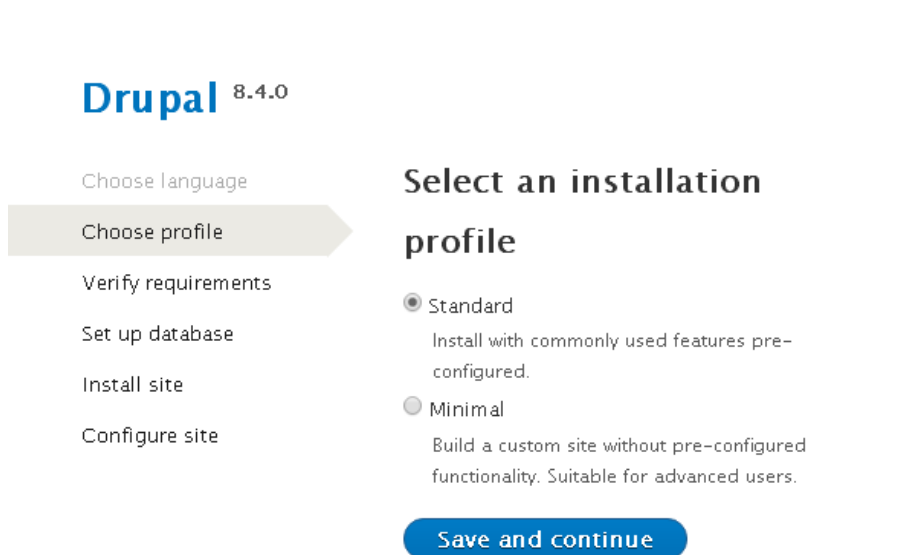 Drupal 8.4.0
Choose language
Choose profile
Verify requirements
Set up database
Install site
Configure site
Select an installation
profile
Standard
Install with commonly used features pre-
configured.
Minimal
Build a custom site without pre-configured
functionality. Suitable for advanced users.
Save and continue